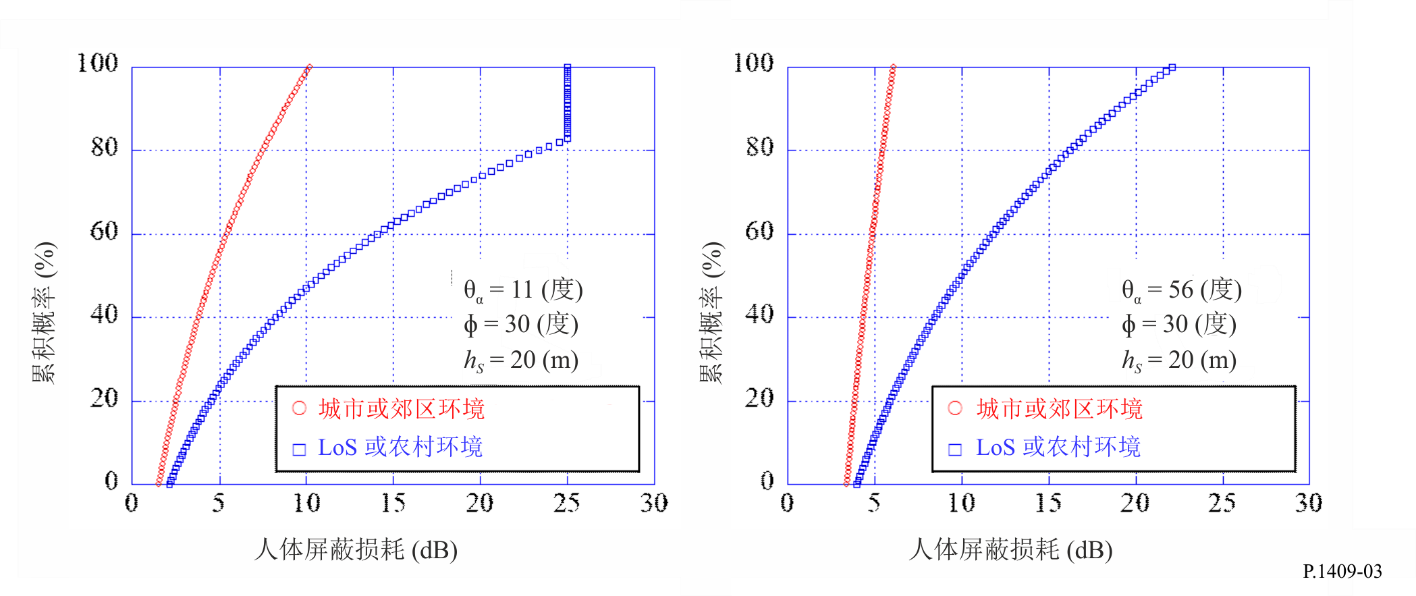 100
80
60
40
20
0
累积概率 (%)
θα = 11 (度)
ϕ = 30 (度)
hS = 20 (m)
城市或郊区环境
LoS 或农村环境
0 5 10 15 20 25 30
人体屏蔽损耗 (dB)
100
80
60
40
20
0
累积概率 (%)
θα = 56 (度)
ϕ = 30 (度)
hS = 20 (m)
城市或郊区环境
LoS 或农村环境
0 5 10 15 20 25 30
人体屏蔽损耗 (dB)
P.1409-03